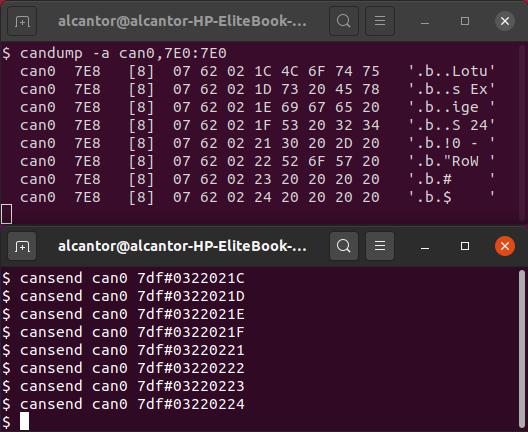 alcantor@alcantor-HP-EliteBook-...
$ candump -a can0,7E0:7E0
can0  7E8   [8]  07 62 02 1C 4C 6F 74 75   '.b..Lotu'
can0  7E8   [8]  07 62 02 1D 73 20 45 78   '.b..s Ex'
can0  7E8   [8]  07 62 02 1E 69 67 65 20   '.b..ige '
can0  7E8   [8]  07 62 02 1F 53 20 32 34   '.b..S 24'
can0  7E8   [8]  07 62 02 21 30 20 2D 20   '.b.!0 - '
can0  7E8   [8]  07 62 02 22 52 6F 57 20   '.b."RoW '
can0  7E8   [8]  07 62 02 23 20 20 20 20   '.b.#    '
can0  7E8   [8]  07 62 02 24 20 20 20 20   '.b.$    '
alcantor@alcantor-HP-EliteBook-...
$ cansend can0 7df#0322021C
$ cansend can0 7df#0322021D
$ cansend can0 7df#0322021E
$ cansend can0 7df#0322021F
$ cansend can0 7df#03220221
$ cansend can0 7df#03220222
$ cansend can0 7df#03220223
$ cansend can0 7df#03220224
$